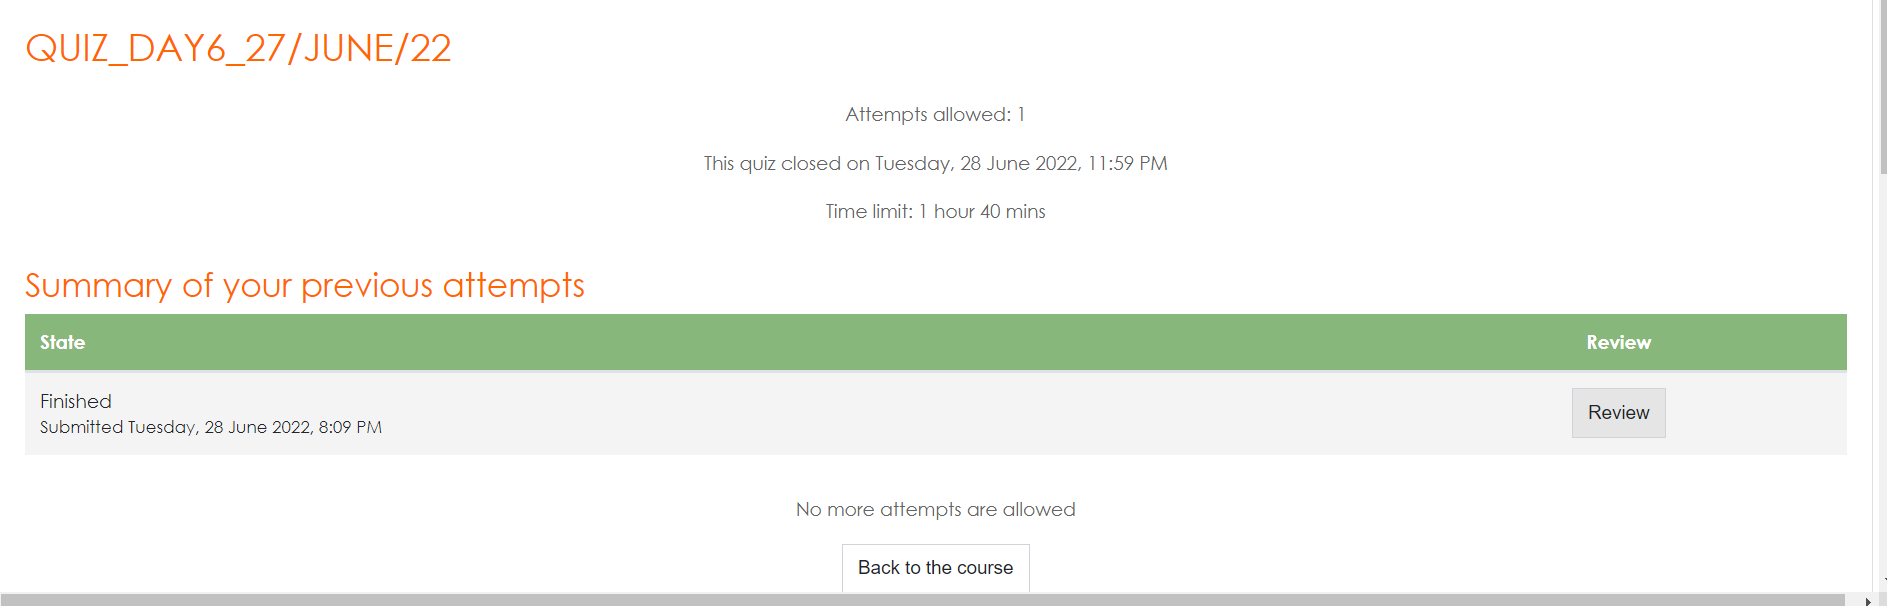 QUIZ_DAY6_27/JUNE/22
Attempts allowed: 1
This quiz closed on Tuesday, 28 June 2022, 11:59 PM
Time limit: 1 hour 40 mins
Summary of your previous attempts
State Review
Finished
Submitted Tuesday, 28 June 2022, 8:09 PM
Review
No more attempts are allowed
Back to the course